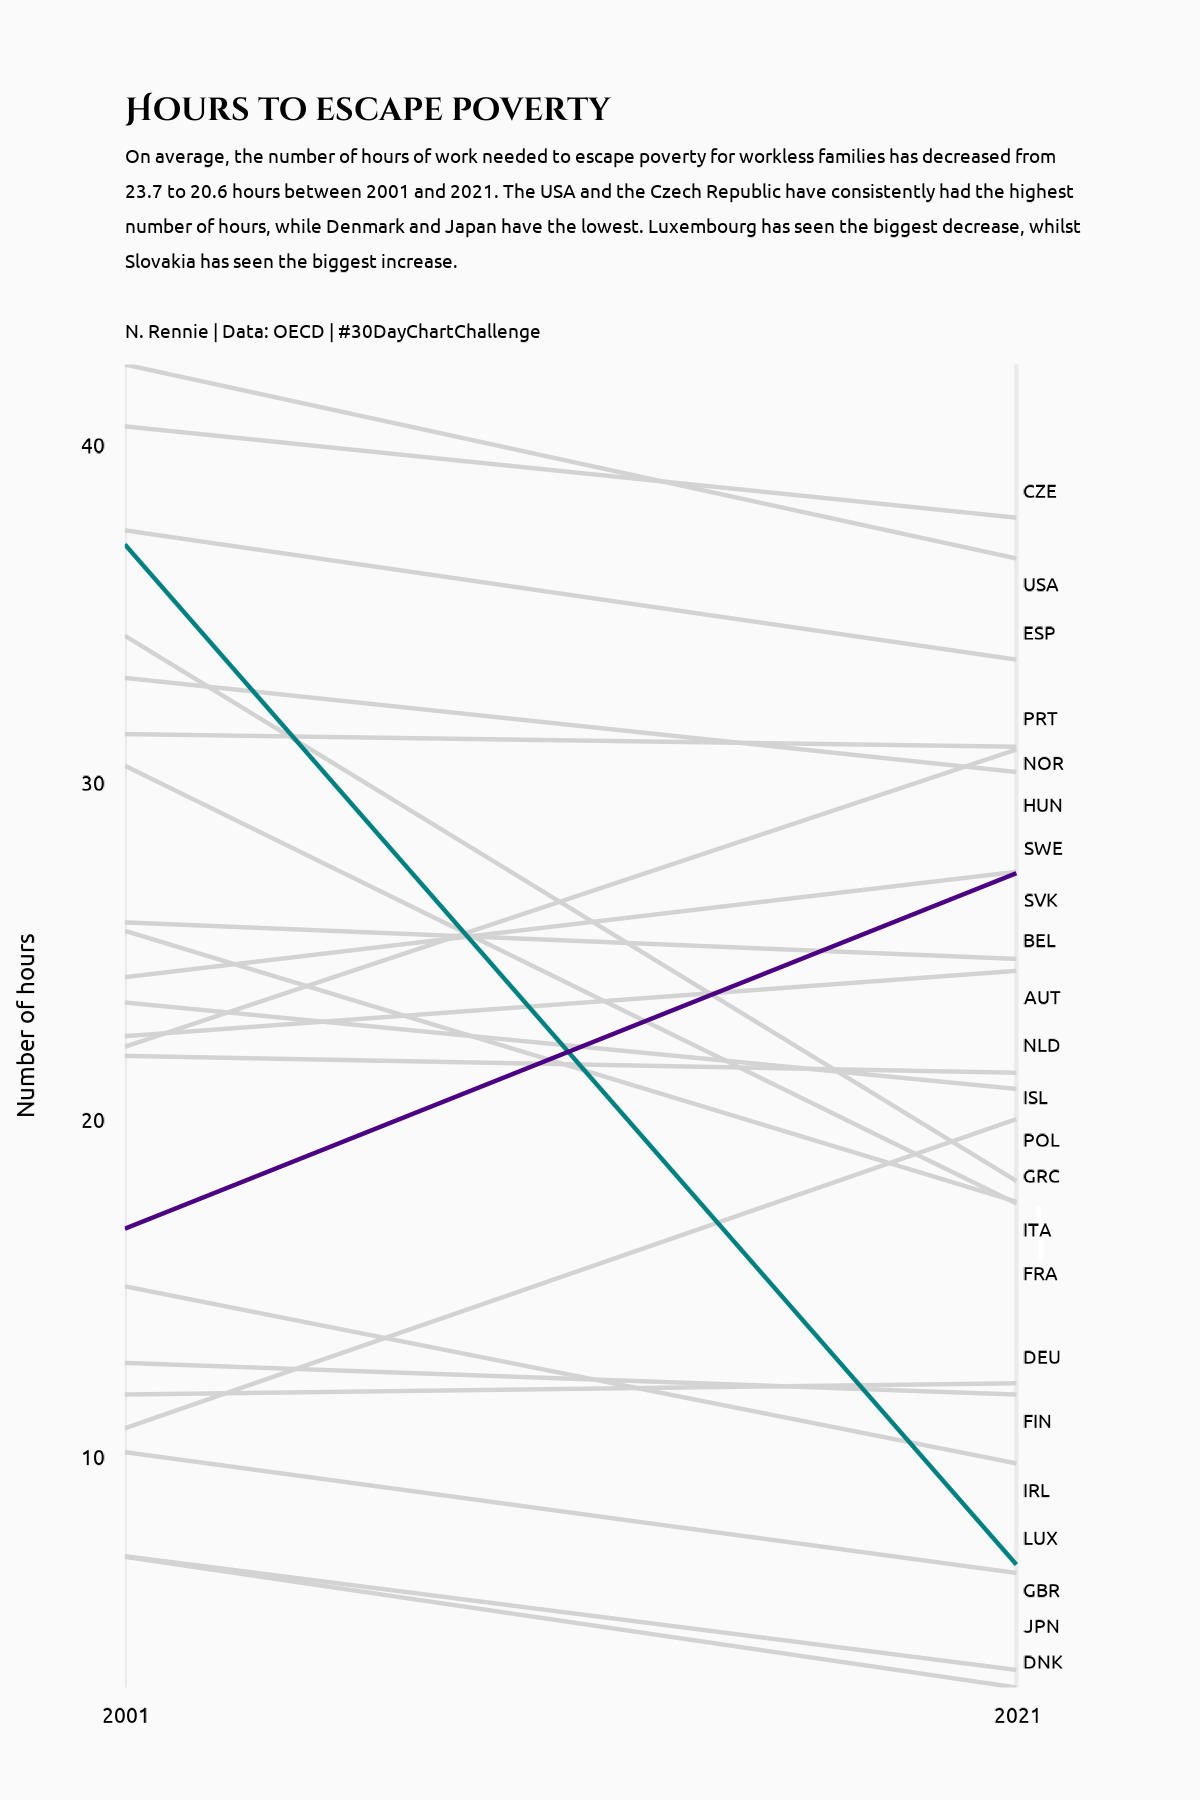 Hours to escape poverty
On average, the number of hours of work needed to escape poverty for workless families has decreased from
23.7 to 20.6 hours between 2001 and 2021. The USA and the Czech Republic have consistently had the highest
number of hours, while Denmark and Japan have the lowest. Luxembourg has seen the biggest decrease, whilst
Slovakia has seen the biggest increase.
N. Rennie | Data: OECD | #30DayChartChallenge
40
30
20
10
Number of hours
CZE
USA
ESP
PRT
NOR
HUN
SWE
SVK
BEL
AUT
NLD
ISL
POL
GRC
ITA
FRA
DEU
FIN
IRL
LUX
GBR
JPN
DNK
2001
2021